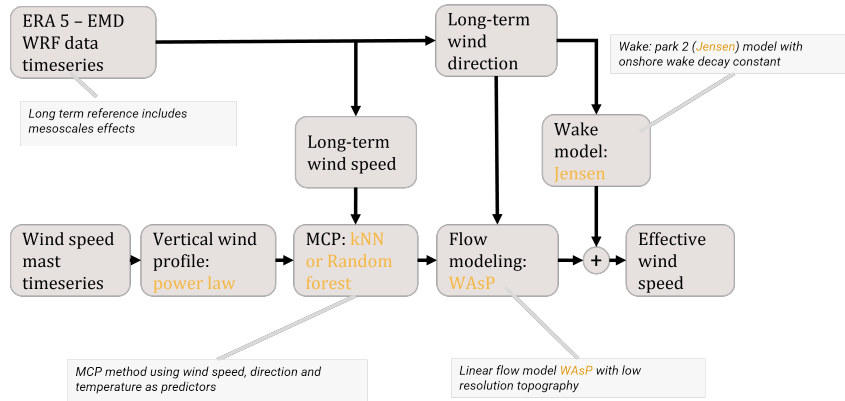 ERA 5 – EMD
WRF data
timeseries
Long-term
wind
direction
Wake: park 2 (Jensen) model with
onshore wake decay constant
Long term reference includes
mesoscales effects
Long-term
wind speed
Wake
model:
Jensen
Wind speed
mast
timeseries
Vertical wind
profile:
power law
MCP: kNN
or Random
forest
Flow
modeling:
WAsP
+
Effective
wind
speed
MCP method using wind speed, direction and
temperature as predictors
Linear flow model WAsP with low
resolution topography